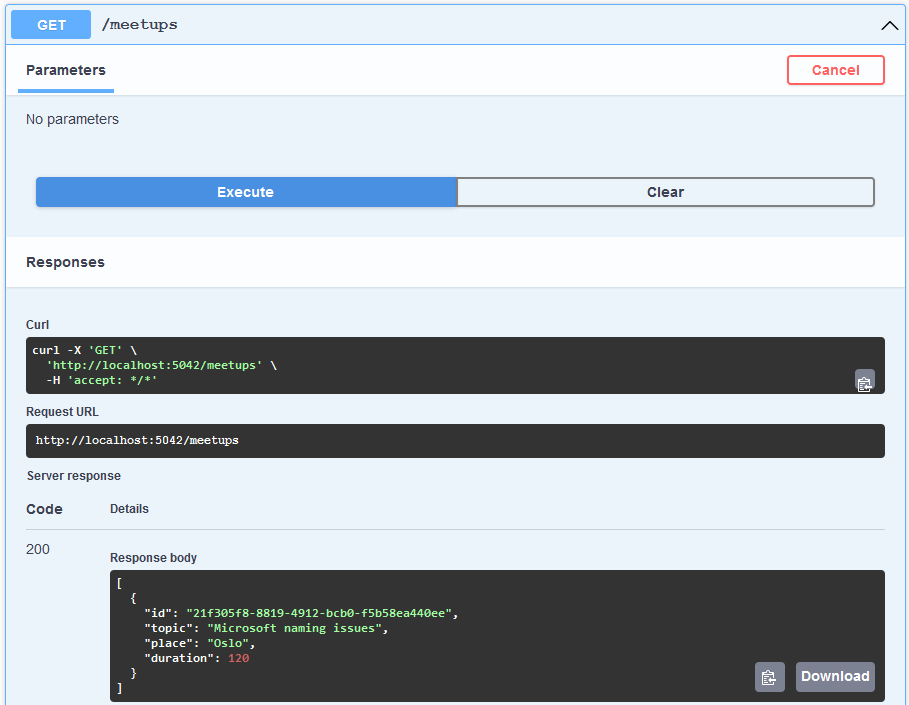 GET /meetups
Parameters
Cancel
No parameters
Execute
Clear
Responses
Curl
curl -X 'GET' \
  'http://localhost:5042/meetups' \
  -H 'accept: */*'
Request URL
http://localhost:5042/meetups
Server response
Code Details
200
Response body
[
  {
    "id": "21f305f8-8819-4912-bcb0-f5b58ea440ee",
    "topic": "Microsoft naming issues",
    "place": "Oslo",
    "duration": 120
  }
]
Download